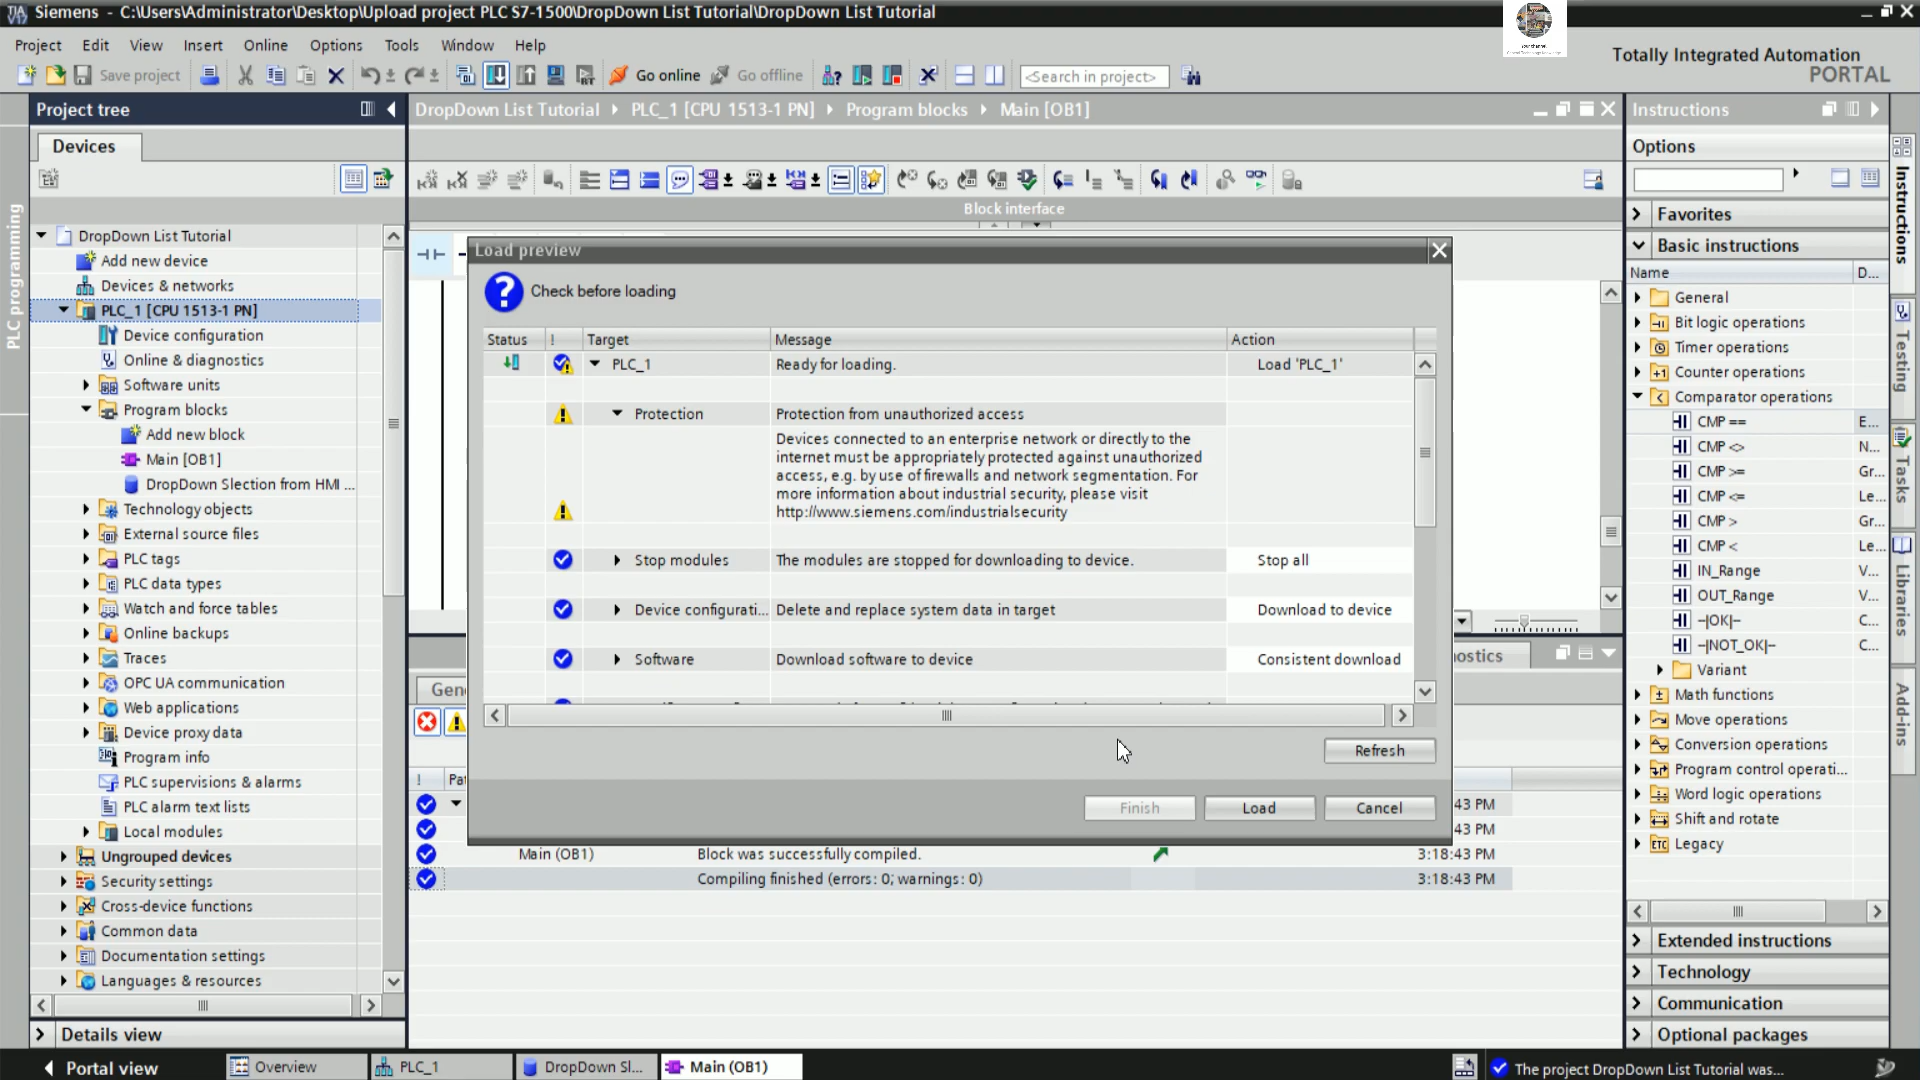 Siemens - C:\Users\Administrator\Desktop\Upload project PLC S7-1500\DropDown List Tutorial\DropDown List Tutorial
Project Edit View Insert Online Options Tools Window Help
Totally Integrated Automation
PORTAL
Save project
Go online
Go offline
<Search in project>
Project tree
DropDown List Tutorial
PLC_1 [CPU 1513-1 PN]
Program blocks
Main [OB1]
Instructions
Devices
Options
Block interface
PLC programming
DropDown List Tutorial
Add new device
Devices & networks
PLC_1 [CPU 1513-1 PN]
Device configuration
Online & diagnostics
Software units
Program blocks
Add new block
Main [OB1]
DropDown Slection from HMI ...
Technology objects
External source files
PLC tags
PLC data types
Watch and force tables
Online backups
Traces
OPC UA communication
Web applications
Device proxy data
Program info
PLC supervisions & alarms
PLC alarm text lists
Local modules
Ungrouped devices
Security settings
Cross-device functions
Common data
Documentation settings
Languages & resources
Details view
Load preview
Check before loading
Status ! Target Message Action
PLC_1 Ready for loading. Load 'PLC_1'
Protection Protection from unauthorized access
Devices connected to an enterprise network or directly to the
internet must be appropriately protected against unauthorized
access, e.g. by use of firewalls and network segmentation. For
more information about industrial security, please visit
http://www.siemens.com/industrialsecurity
Stop modules The modules are stopped for downloading to device. Stop all
Device configurati... Delete and replace system data in target Download to device
Software Download software to device Consistent download
Refresh
Finish Load Cancel
Gen
ostics
! Pa
:43 PM
:43 PM
Main (OB1) Block was successfully compiled. 3:18:43 PM
Compiling finished (errors: 0; warnings: 0) 3:18:43 PM
Favorites
Basic instructions
Name D...
General
Bit logic operations
Timer operations
Counter operations
Comparator operations
CMP == E...
CMP <> N...
CMP >= Gr...
CMP <= Le...
CMP > Gr...
CMP < Le...
IN_Range V...
OUT_Range V...
-|OK|- C...
-|NOT_OK|- C...
Variant
Math functions
Move operations
Conversion operations
Program control operati...
Word logic operations
Shift and rotate
Legacy
Extended instructions
Technology
Communication
Optional packages
Instructions
Testing
Tasks
Libraries
Add-ins
Portal view
Overview
PLC_1
DropDown Sl...
Main (OB1)
The project DropDown List Tutorial was...